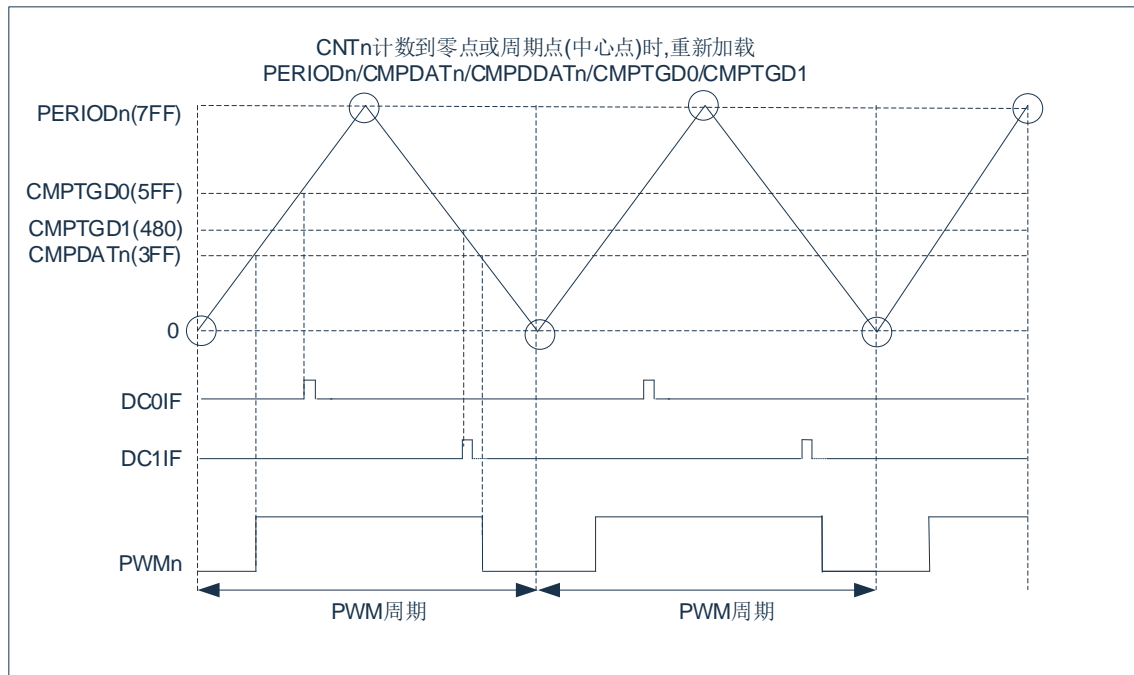 CNTn计数到零点或周期点(中心点)时,重新加载
PERIODn/CMPDATn/CMPDDATn/CMPTGD0/CMPTGD1
PERIODn(7FF)
CMPTGD0(5FF)
CMPTGD1(480)
CMPDATn(3FF)
0
DC0IF
DC1IF
PWMn
PWM周期
PWM周期